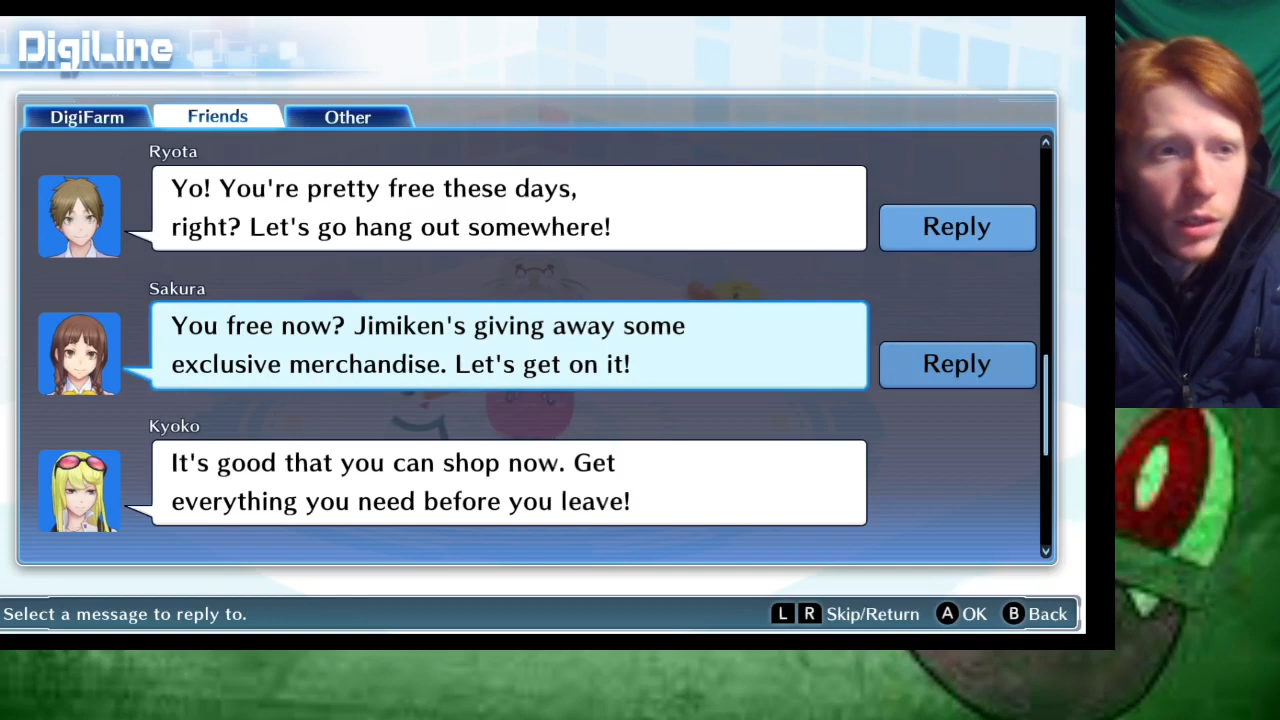 DigiLine
DigiFarm Friends Other
Ryota
Yo! You're pretty free these days,
right? Let's go hang out somewhere!
Reply
Sakura
You free now? Jimiken's giving away some
exclusive merchandise. Let's get on it!
Reply
Kyoko
It's good that you can shop now. Get
everything you need before you leave!
Select a message to reply to.
L R Skip/Return A OK B Back